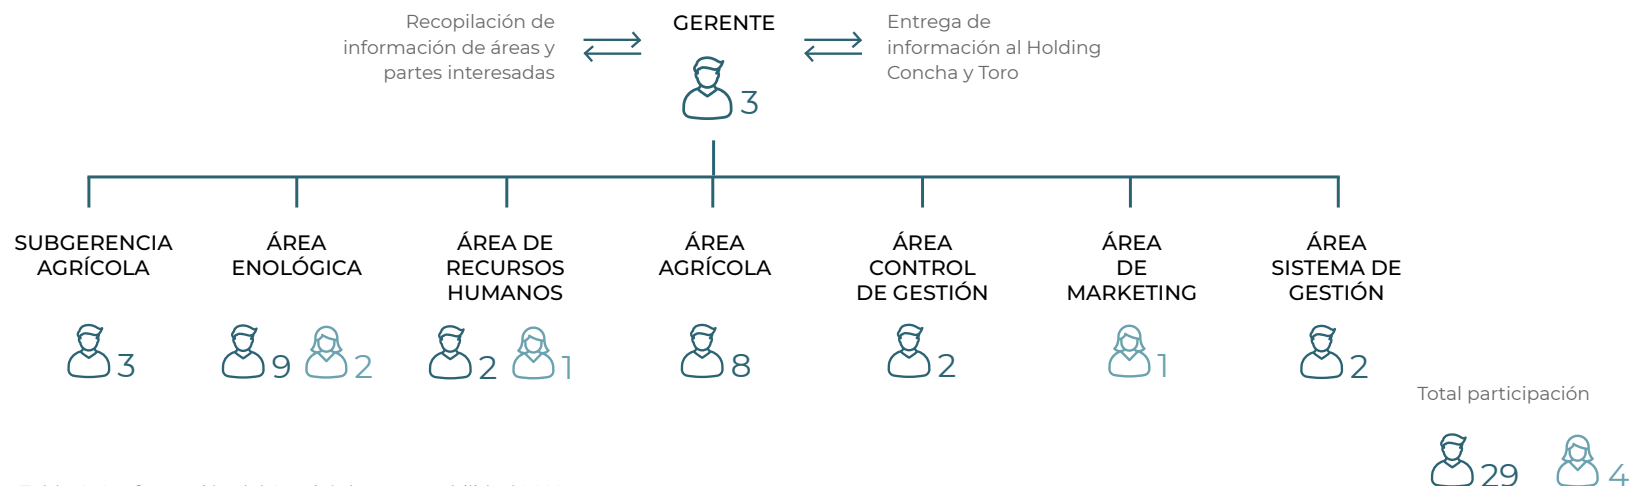 Recopilación de
información de áreas y
partes interesadas
GERENTE
3
Entrega de
información al Holding
Concha y Toro
SUBGERENCIA
AGRÍCOLA
3
ÁREA
ENOLÓGICA
9 2
ÁREA DE
RECURSOS
HUMANOS
2 1
ÁREA
AGRÍCOLA
8
ÁREA
CONTROL
DE GESTIÓN
2
ÁREA
DE
MARKETING
1
ÁREA
SISTEMA DE
GESTIÓN
2
Total participación
29 4